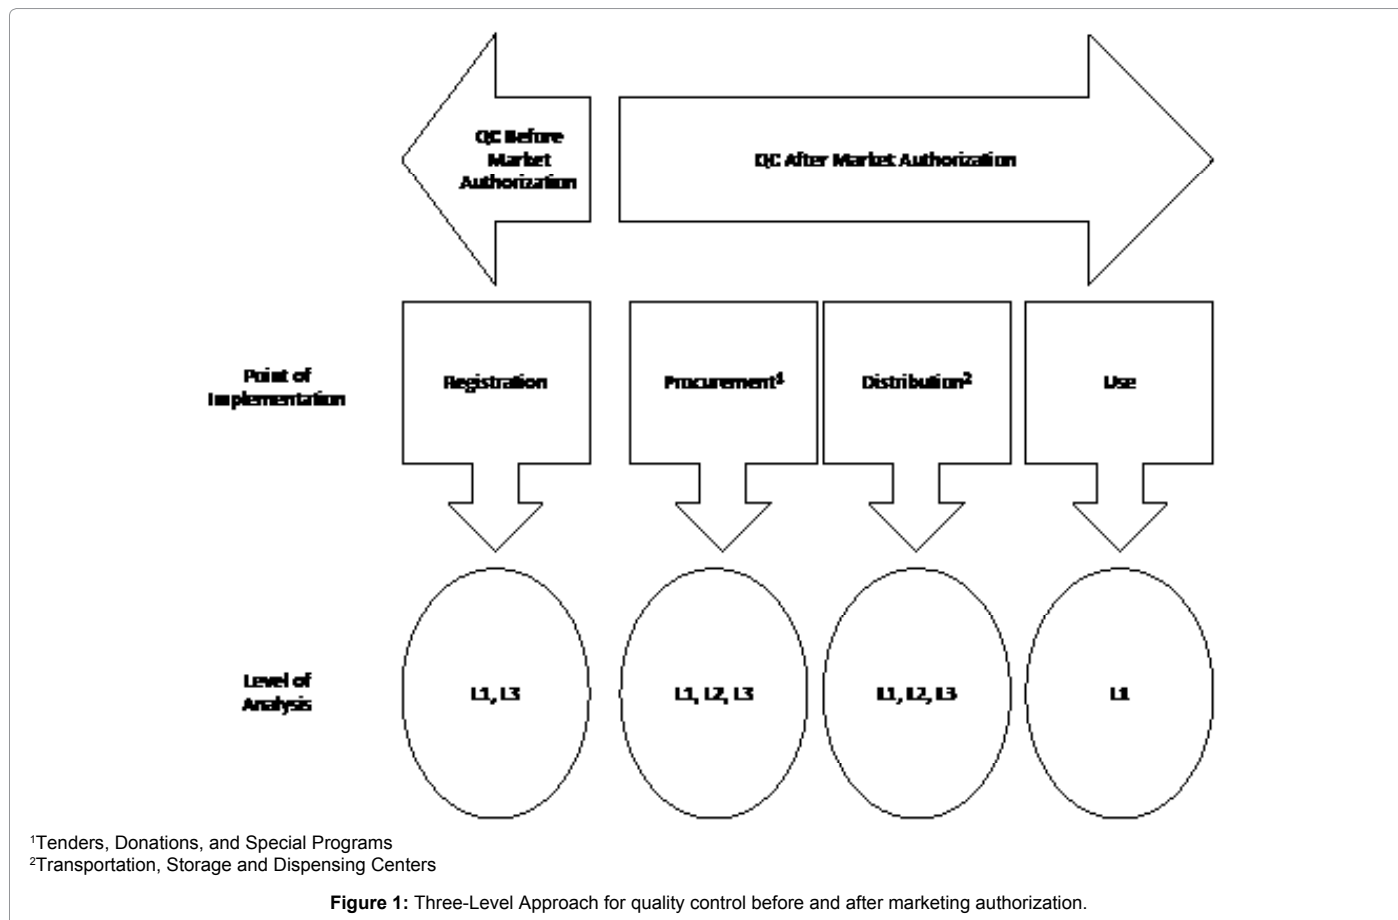 QC Before
Market
Authorization
QC After Market Authorization
Point of
Implementation
Registration
Procurement¹
Distribution²
Use
Level of
Analysis
L1, L3
L1, L2, L3
L1, L2, L3
L1
¹Tenders, Donations, and Special Programs
²Transportation, Storage and Dispensing Centers
Figure 1: Three-Level Approach for quality control before and after marketing authorization.